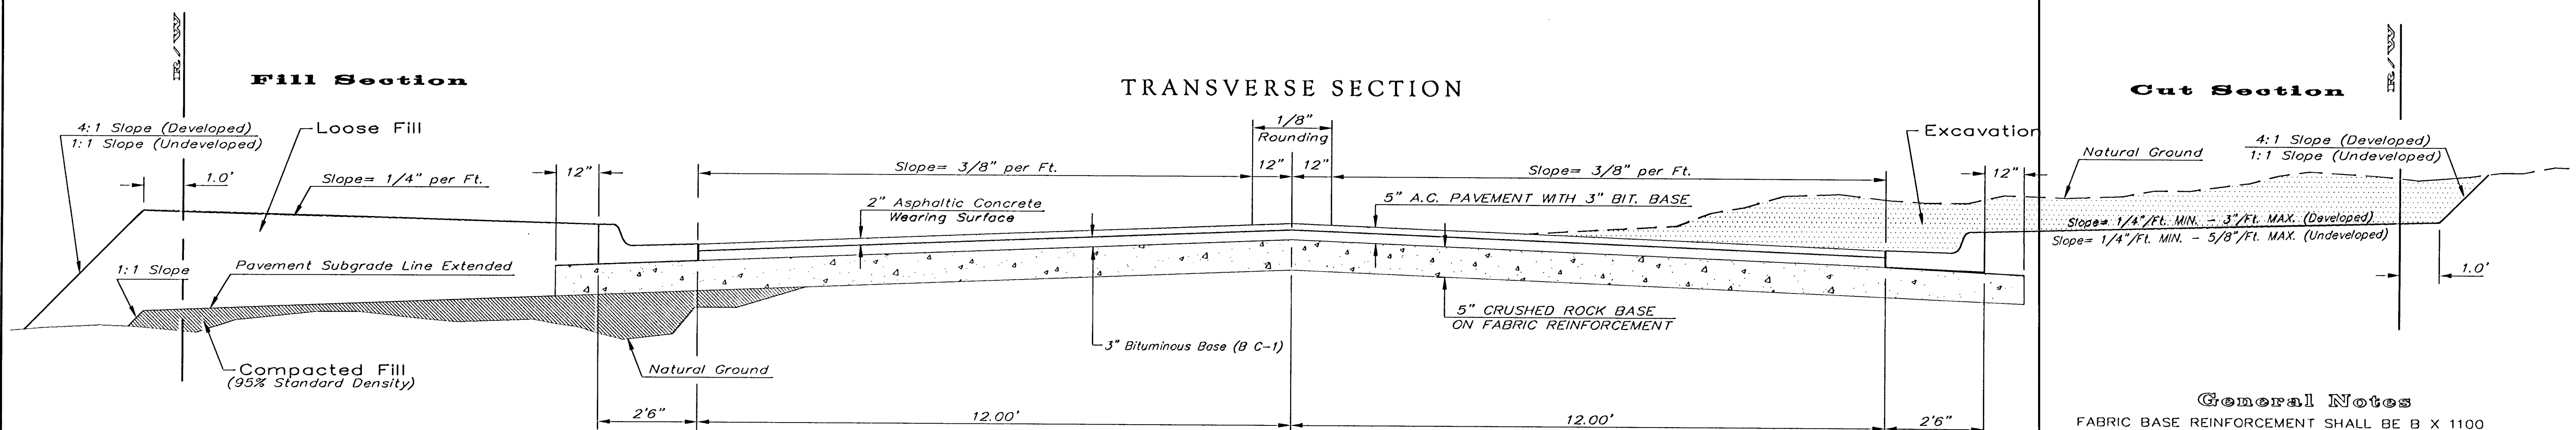 R/W
Fill Section
TRANSVERSE SECTION
Cut Section
R/W
4:1 Slope (Developed)
1:1 Slope (Undeveloped)
Loose Fill
1/8"
Rounding
Excavation
4:1 Slope (Developed)
1:1 Slope (Undeveloped)
Natural Ground
1.0'
Slope= 1/4" per Ft.
12"
Slope= 3/8" per Ft.
12"
12"
Slope= 3/8" per Ft.
12"
2" Asphaltic Concrete
Wearing Surface
5" A.C. PAVEMENT WITH 3" BIT. BASE
Slope= 1/4"/Ft. MIN. - 3"/Ft. MAX. (Developed)
Slope= 1/4"/Ft. MIN. - 5/8"/Ft. MAX. (Undeveloped)
1:1 Slope
Pavement Subgrade Line Extended
1.0'
5" CRUSHED ROCK BASE
ON FABRIC REINFORCEMENT
3" Bituminous Base (B C-1)
Compacted Fill
(95% Standard Density)
Natural Ground
General Notes
2'6"
12.00'
12.00'
2'6"
FABRIC BASE REINFORCEMENT SHALL BE B X 1100